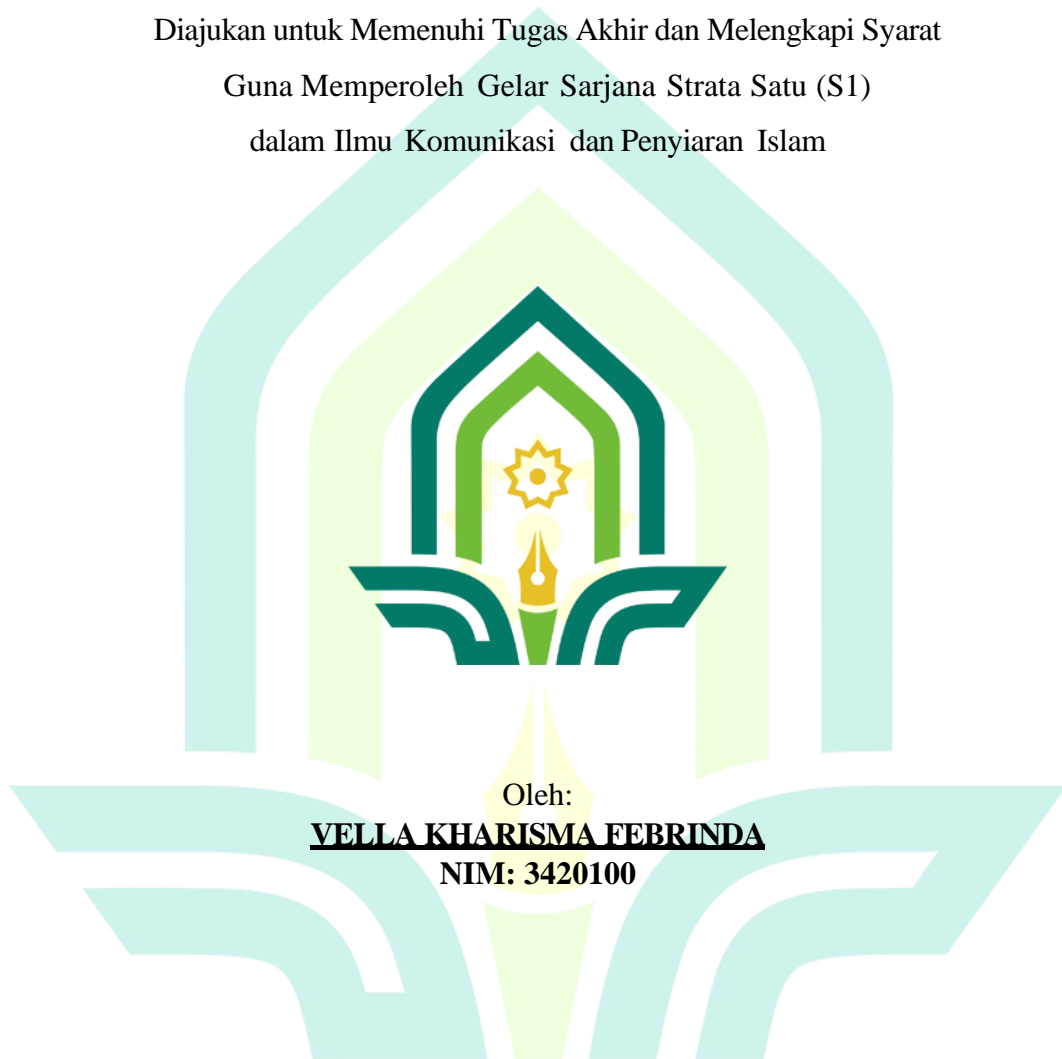 Diajukan untuk Memenuhi Tugas Akhir dan Melengkapi Syarat
Guna Memperoleh Gelar Sarjana Strata Satu (S1)
dalam Ilmu Komunikasi dan Penyiaran Islam
Oleh:
VELLA KHARISMA FEBRINDA
NIM: 3420100